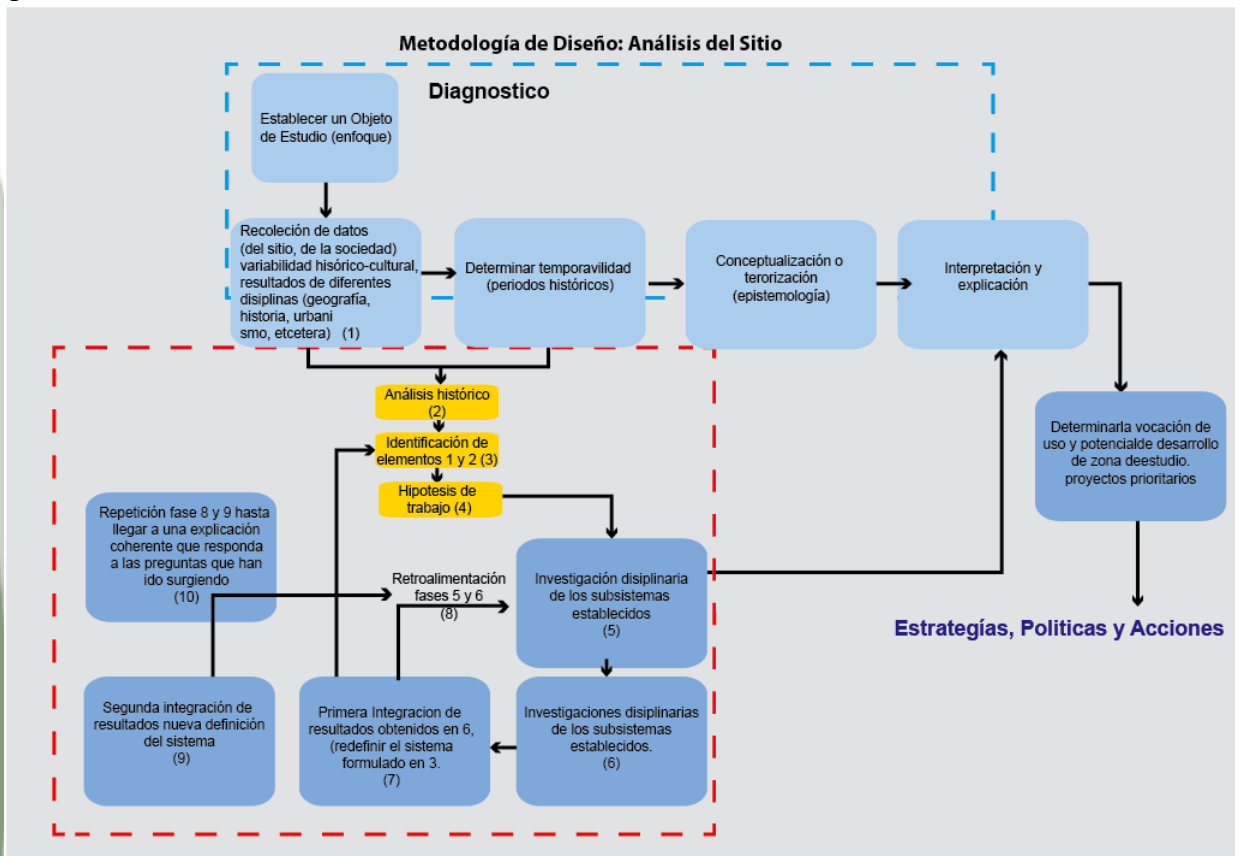 Metodología de Diseño: Análisis del Sitio
Diagnostico
Establecer un Objeto
de Estudio (enfoque)
Recoleción de datos
(del sitio, de la sociedad)
variabilidad hisórico-cultural,
resultados de diferentes
disiplinas (geografía,
historia, urbani
smo, etcetera) (1)
Determinar temporavilidad
(periodos históricos)
Conceptualización o
terorización
(epistemología)
Interpretación y
explicación
Análisis histórico
(2)
Identificación de
elementos 1 y 2 (3)
Hipotesis de
trabajo (4)
Determinarla vocación de
uso y potencialde desarrollo
de zona deestudio.
proyectos prioritarios
Repetición fase 8 y 9 hasta
llegar a una explicación
coherente que responda
a las preguntas que han
ido surgiendo
(10)
Retroalimentación
fases 5 y 6
(8)
Investigación disiplinaria
de los subsistemas
establecidos
(5)
Estrategías, Politicas y Acciones
Segunda integración de
resultados nueva definición
del sistema
(9)
Primera Integracion de
resultados obtenidos en 6,
(redefinir el sistema
formulado en 3.
(7)
Investigaciones disiplinarias
de los subsistemas
establecidos.
(6)